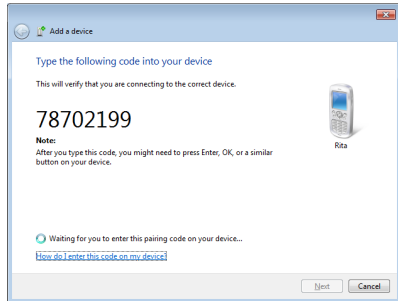 Add a device
Type the following code into your device
This will verify that you are connecting to the correct device.
78702199
Note:
After you type this code, you might need to press Enter, OK, or a similar
button on your device.
Rita
Waiting for you to enter this pairing code on your device...
How do I enter this code on my device?
Next
Cancel